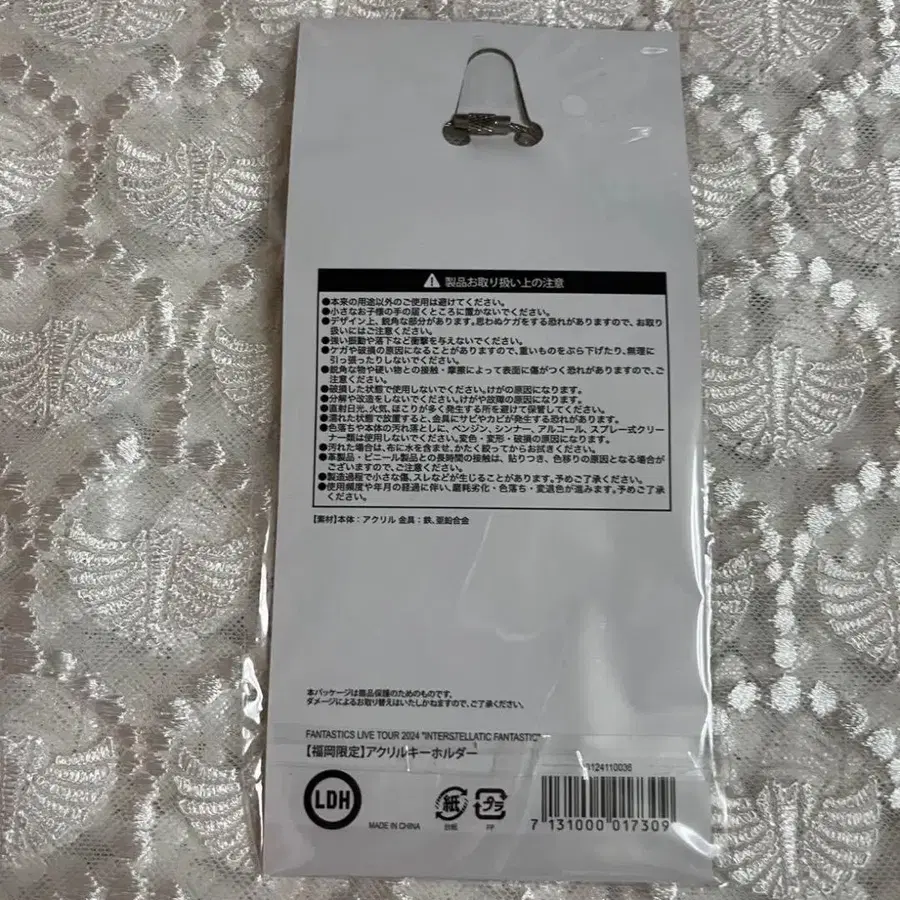 ⚠ 製品お取り扱い上の注意
●本来の用途以外のご使用は避けてください。
●小さなお子様の手の届くところに置かないでください。
●デザイン上、鋭角な部分があります。思わぬケガをする恐れがありますので、お取り
扱いにはご注意ください。
●強い振動や落下など衝撃を与えないでください。
●ケガや破損の原因になることがありますので、重いものをぶら下げたり、無理に
引っ張ったりしないでください。
●鋭角な物や硬い物との接触・摩擦によって表面に傷がつく恐れがありますので、ご
注意ください。
●破損した状態で使用しないでください。けがの原因になります。
●分解や改造をしないでください。けがや故障の原因になります。
●直射日光、火気、ほこりが多く発生する所を避けて保管してください。
●濡れた状態で放置すると、金具にサビやカビが発生する恐れがあります。
●色落ちや本体の汚れ落としに、ベンジン、シンナー、アルコール、スプレー式クリー
ナー類は使用しないでください。変色・変形・破損の原因になります。
●汚れた場合は、布に水を含ませ、かたく絞ってからお拭きください。
●革製品・ビニール製品との長時間の接触は、貼りつき、色移りの原因となる場合が
ございますので、ご注意ください。
●製造過程で小さな傷、スレなどが生じることがあります。予めご了承ください。
●使用頻度や年月の経過に伴い、磨耗劣化・色落ち・変退色が進みます。予めご了承
ください。
【素材】本体：アクリル 金具：鉄、亜鉛合金
本パッケージは商品保護のためのものです。
ダメージによるお取り替えはいたしかねますので、ご了承ください。
FANTASTICS LIVE TOUR 2024 "INTERSTELLATIC FANTASTIC"
【福岡限定】アクリルキーホルダー
3124110036
LDH
MADE IN CHINA
紙
台紙
プラ
PP
7 131000 017309